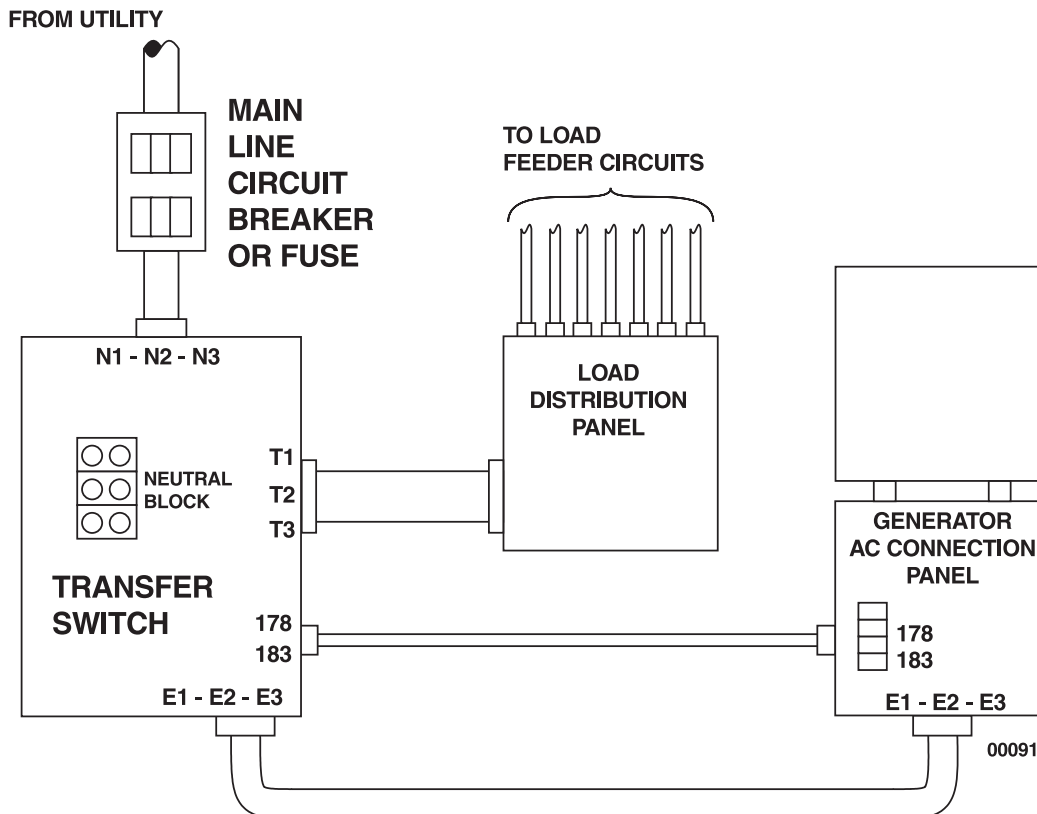 FROM UTILITY
MAIN
LINE
CIRCUIT
BREAKER
OR FUSE
TO LOAD
FEEDER CIRCUITS
N1 - N2 - N3
LOAD
DISTRIBUTION
PANEL
T1
NEUTRAL
BLOCK
T2
T3
GENERATOR
AC CONNECTION
PANEL
TRANSFER
SWITCH
178
183
178
183
E1 - E2 - E3
E1 - E2 - E3
00091